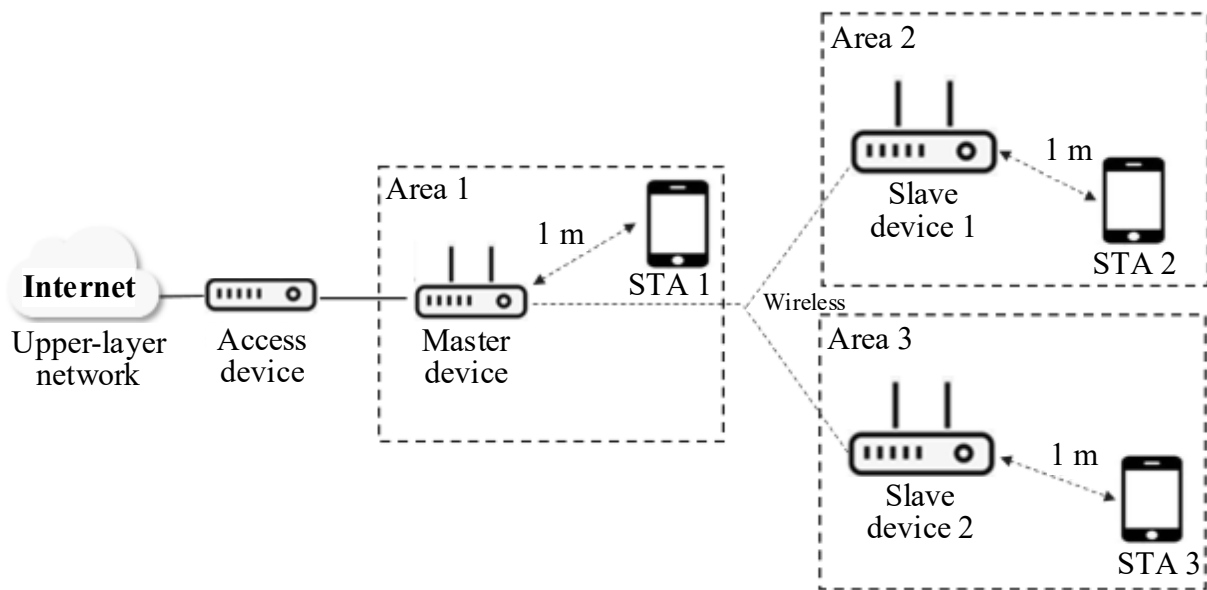 Area 2
1 m
Slave
device 1
STA 2
Area 1
1 m
STA 1
Internet
Upper-layer
network
Access
device
Master
device
Wireless
Area 3
1 m
Slave
device 2
STA 3